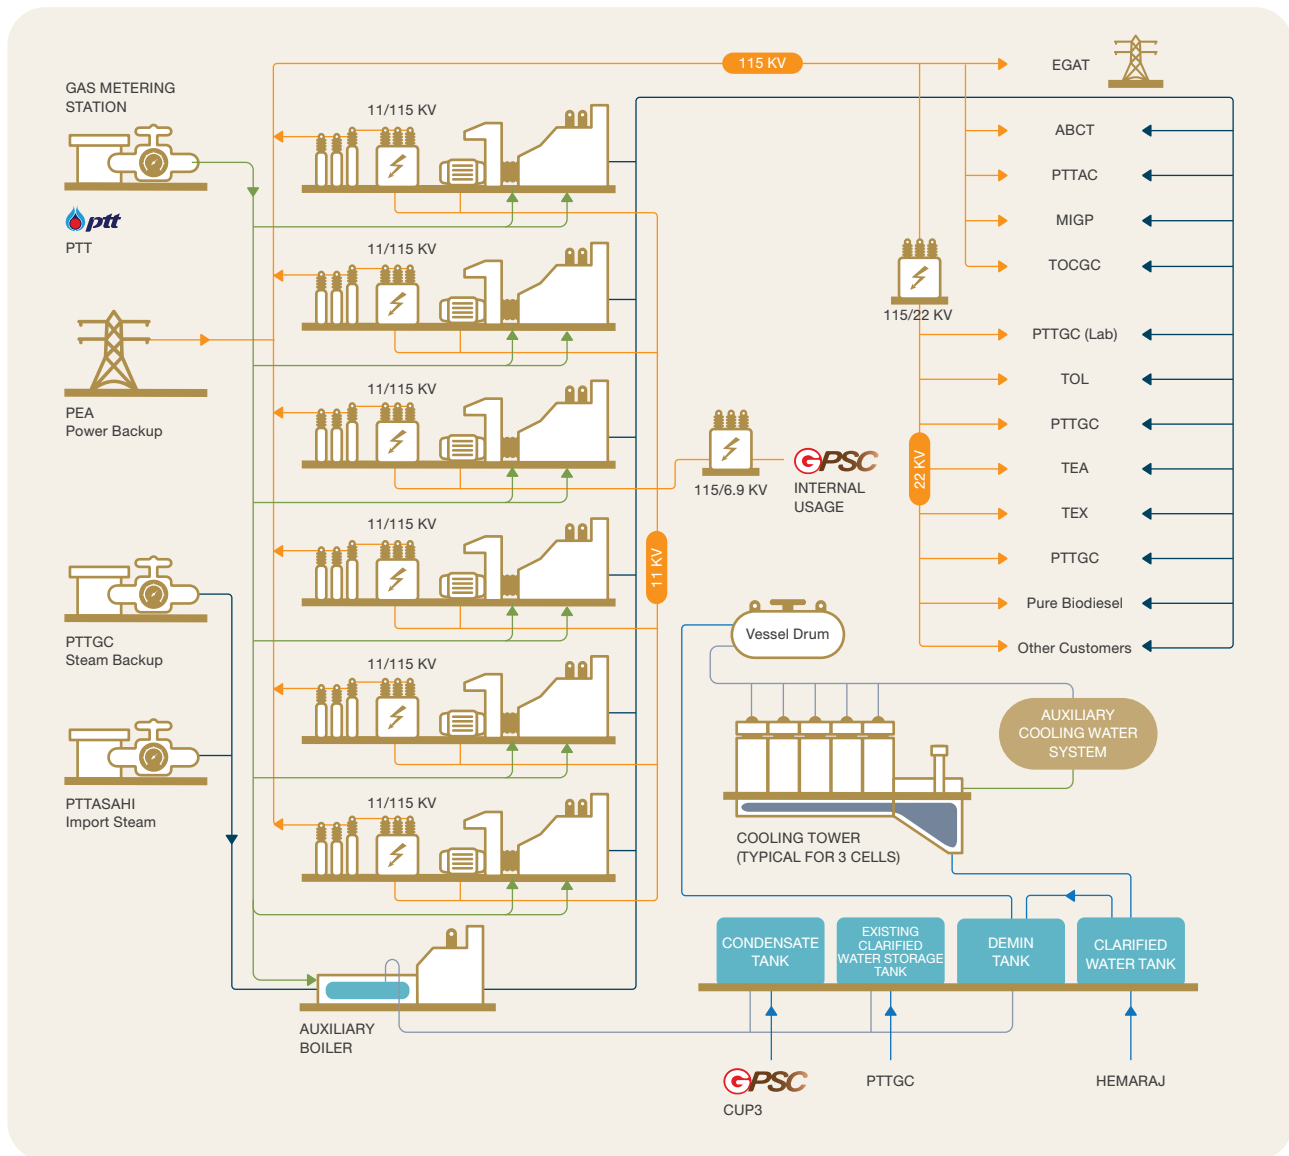 115 KV
EGAT
GAS METERING
STATION
11/115 KV
ABCT
PTTAC
ptt
PTT
MIGP
11/115 KV
TOCGC
115/22 KV
PTTGC (Lab)
TOL
11/115 KV
PEA
Power Backup
PTTGC
22 KV
TEA
GPSC
115/6.9 KV
INTERNAL
USAGE
TEX
11/115 KV
11 KV
PTTGC
Pure Biodiesel
PTTGC
Steam Backup
Vessel Drum
Other Customers
11/115 KV
AUXILIARY
COOLING WATER
SYSTEM
PTTASAHI
Import Steam
11/115 KV
COOLING TOWER
(TYPICAL FOR 3 CELLS)
CONDENSATE
TANK
EXISTING
CLARIFIED
WATER STORAGE
TANK
DEMIN
TANK
CLARIFIED
WATER TANK
AUXILIARY
BOILER
GPSC
CUP3
PTTGC
HEMARAJ